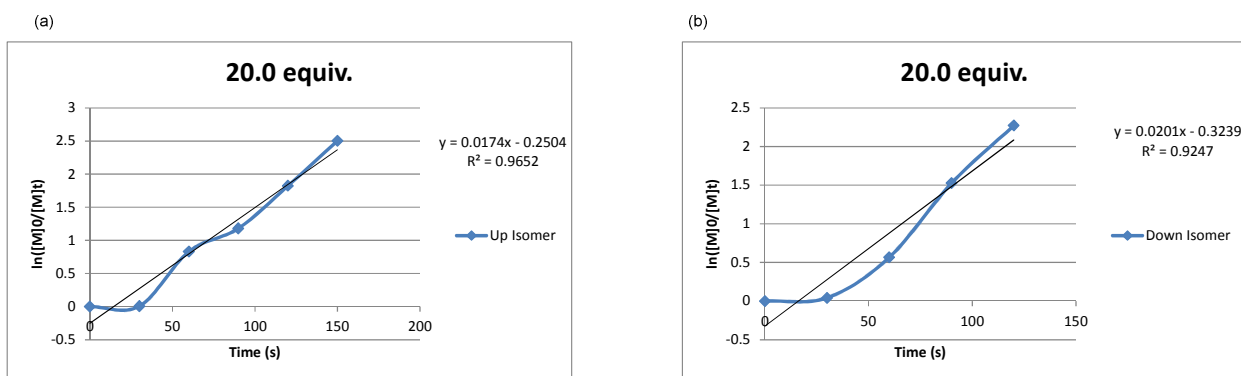 (a)
20.0 equiv.
3
2.5
2
1.5
1
0.5
0
-0.5
0
50
100
150
200
ln([M]0/[M]t)
Time (s)
y = 0.0174x - 0.2504
R² = 0.9652
Up Isomer
(b)
20.0 equiv.
2.5
2
1.5
1
0.5
0
-0.5
0
50
100
150
ln([M]0/[M]t)
Time (s)
y = 0.0201x - 0.3239
R² = 0.9247
Down Isomer